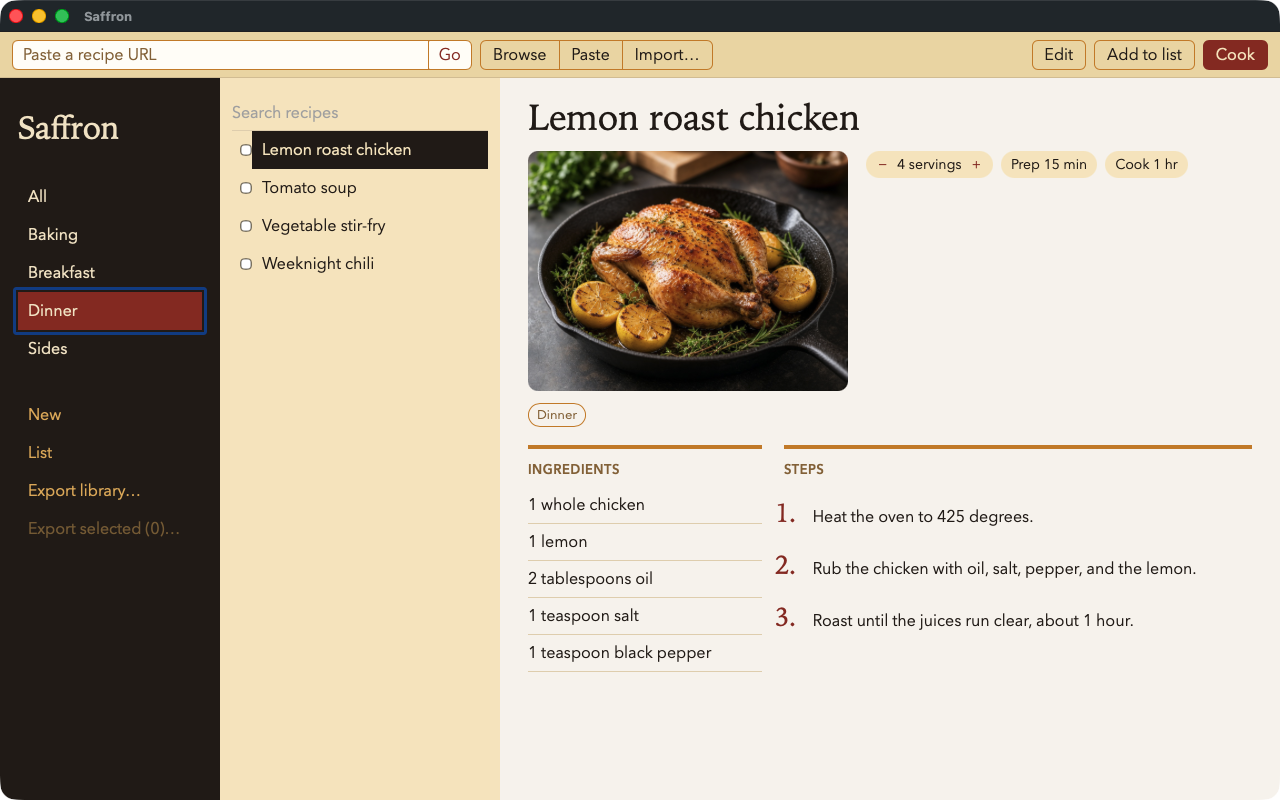 Saffron
Paste a recipe URL
Go
Browse
Paste
Import…
Edit
Add to list
Cook
Saffron
All
Baking
Breakfast
Dinner
Sides
New
List
Export library…
Export selected (0)…
Search recipes
Lemon roast chicken
Tomato soup
Vegetable stir-fry
Weeknight chili
Lemon roast chicken
− 4 servings +
Prep 15 min
Cook 1 hr
Dinner
INGREDIENTS
1 whole chicken
1 lemon
2 tablespoons oil
1 teaspoon salt
1 teaspoon black pepper
STEPS
1. Heat the oven to 425 degrees.
2. Rub the chicken with oil, salt, pepper, and the lemon.
3. Roast until the juices run clear, about 1 hour.